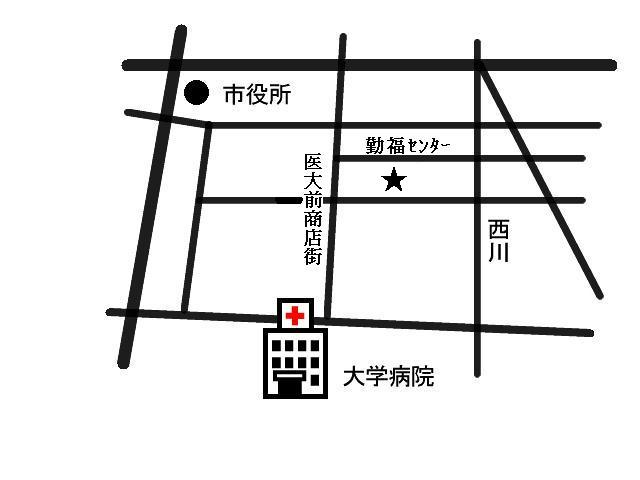 市役所
勤福ｾﾝﾀｰ
医大前商店街
西川
大学病院